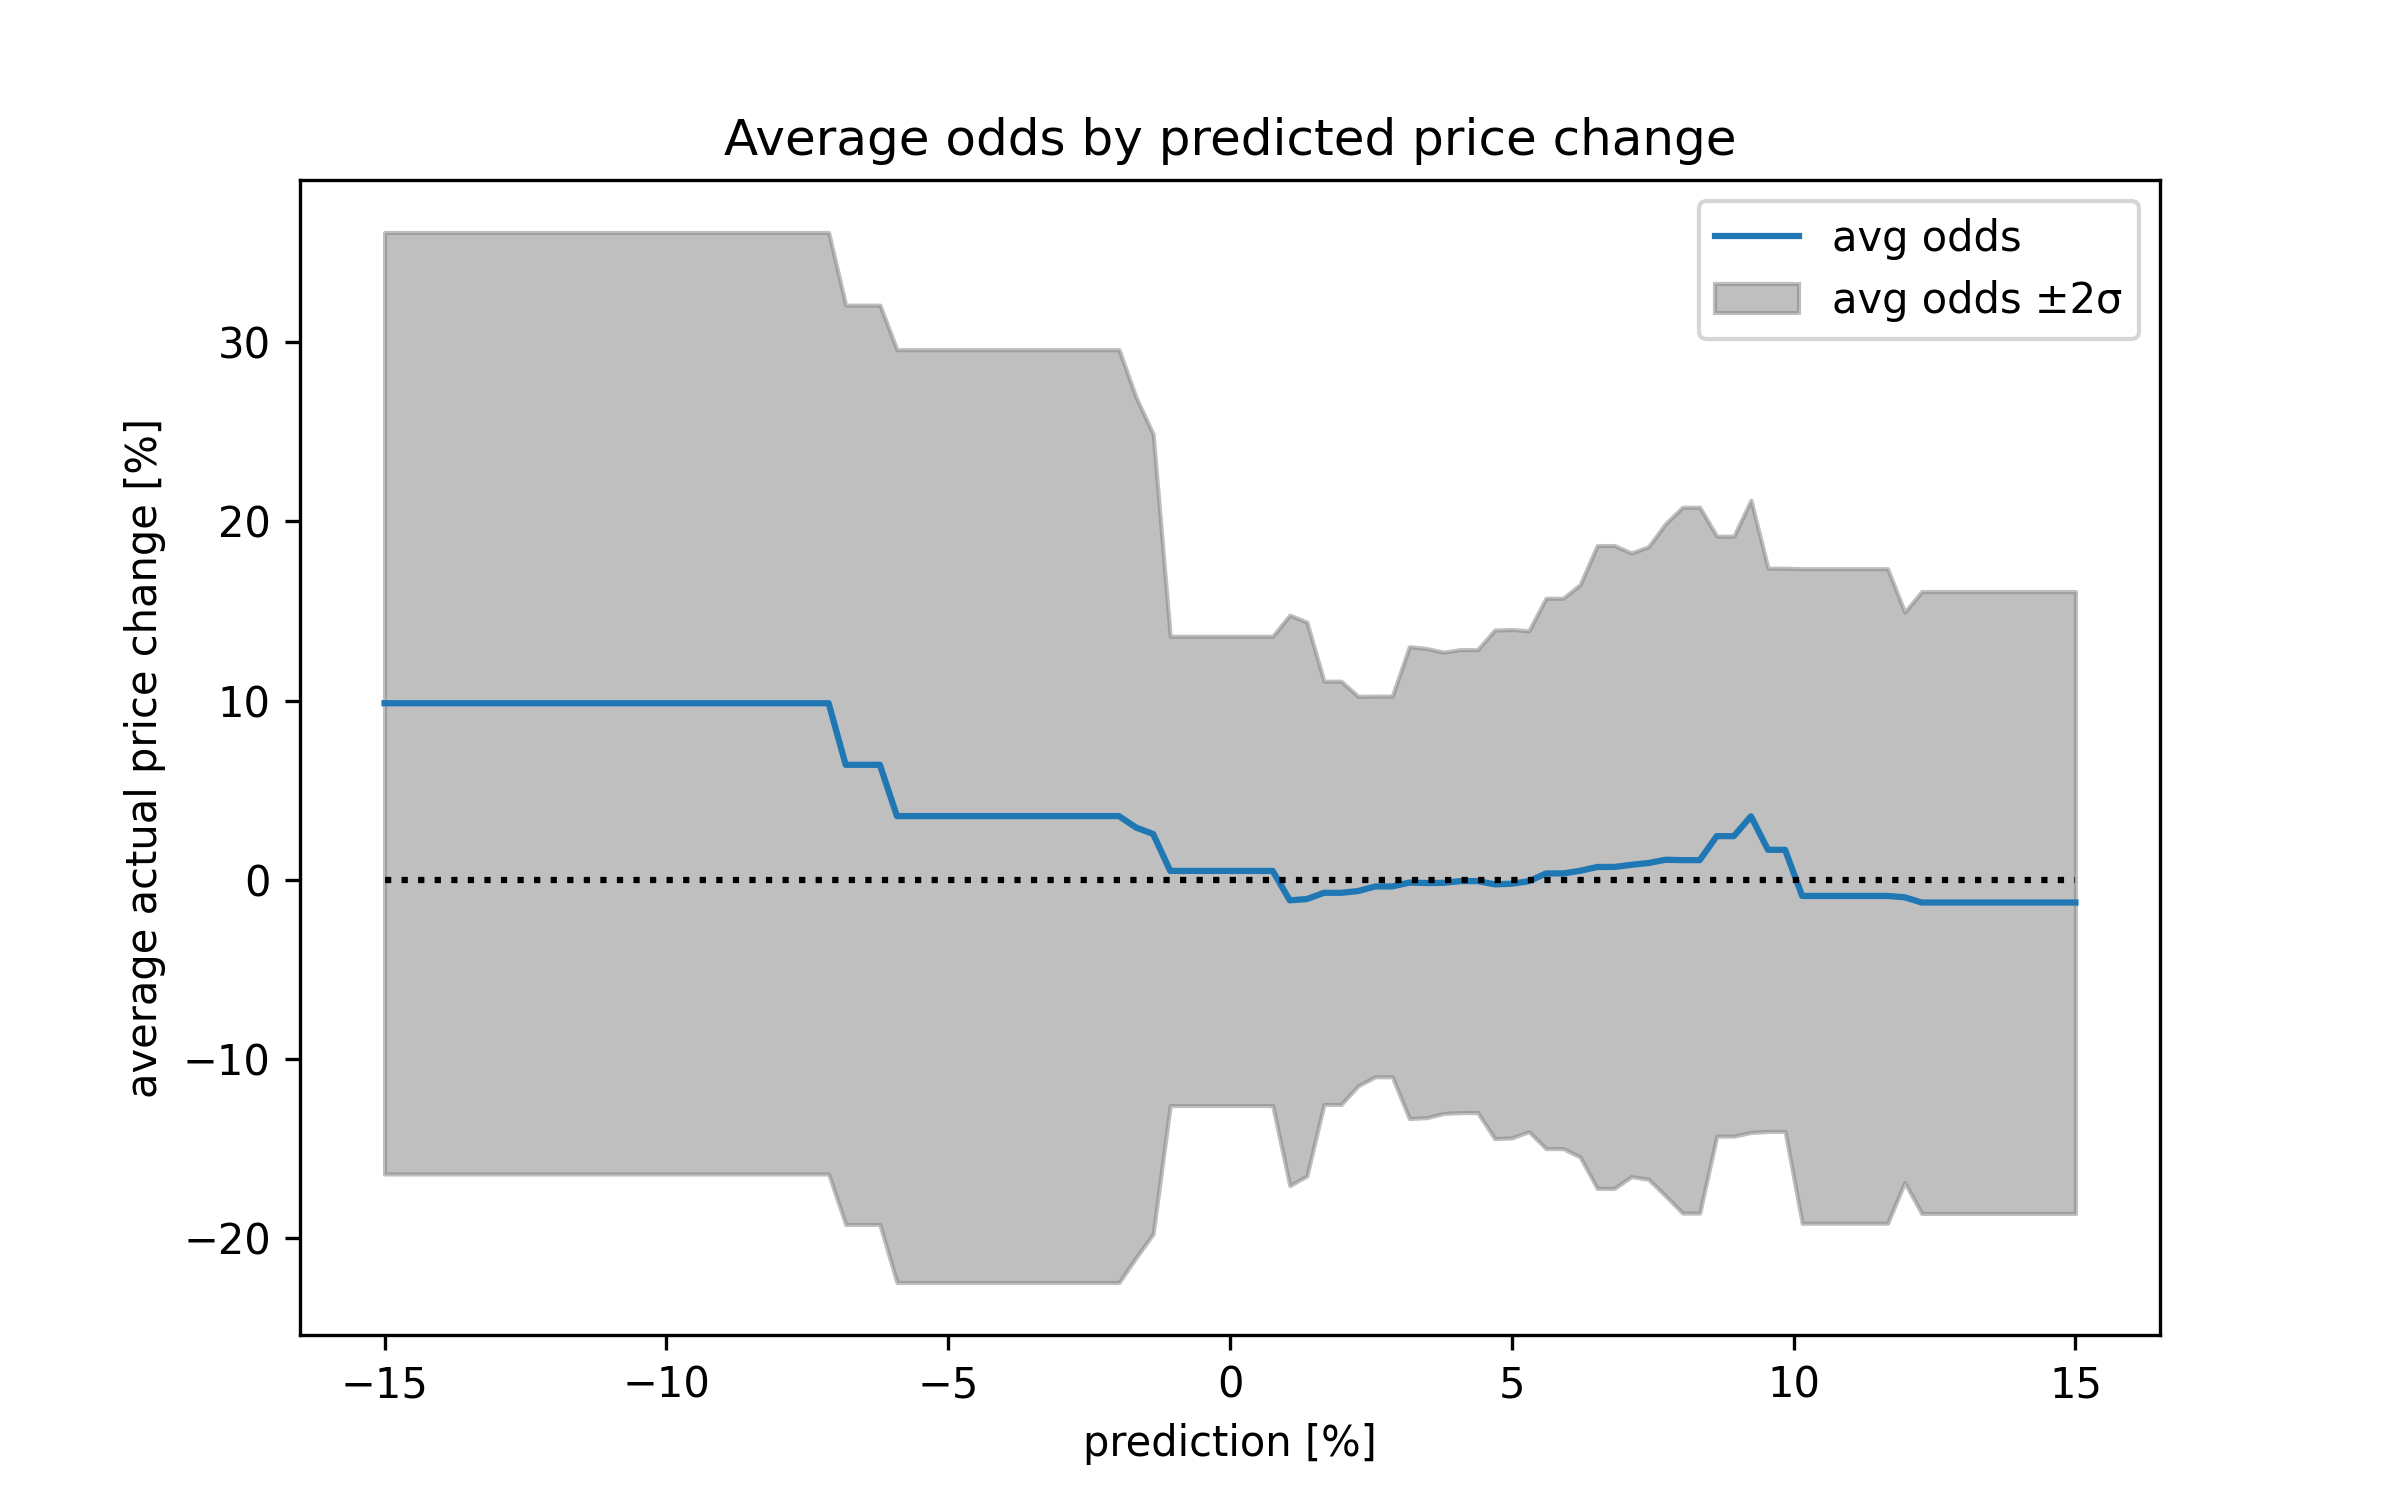 Average odds by predicted price change
avg odds
avg odds ±2σ
average actual price change [%]
30
20
10
0
−10
−20
−15
−10
−5
0
5
10
15
prediction [%]